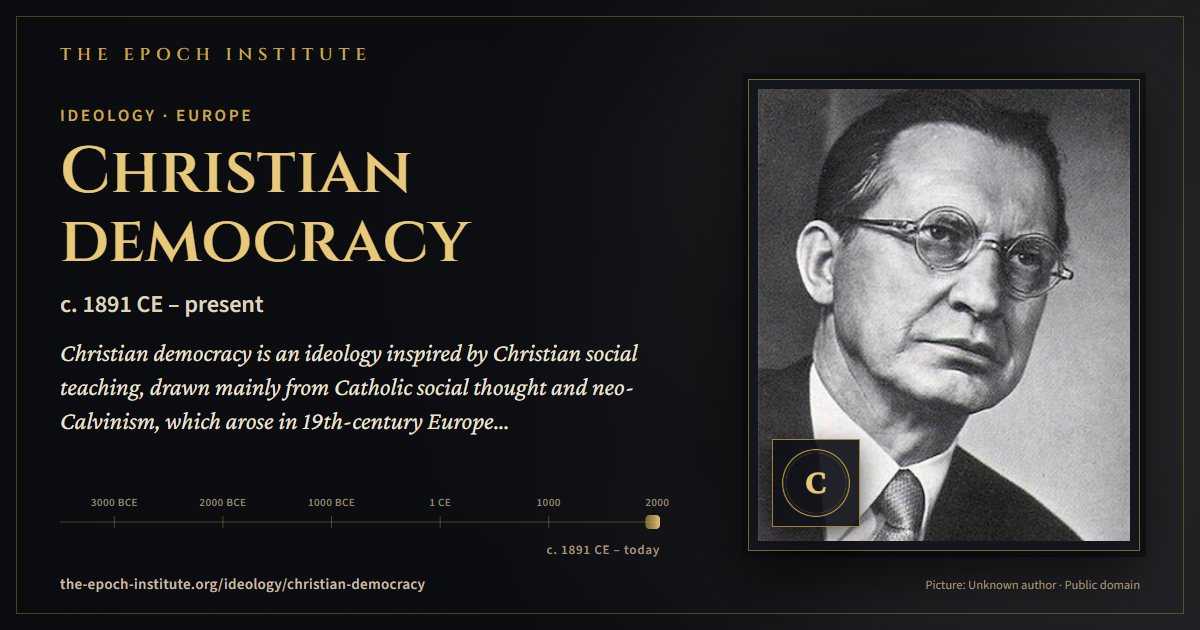 THE EPOCH INSTITUTE
IDEOLOGY · EUROPE
CHRISTIAN
DEMOCRACY
c. 1891 CE – present
Christian democracy is an ideology inspired by Christian social
teaching, drawn mainly from Catholic social thought and neo-
Calvinism, which arose in 19th-century Europe...
3000 BCE 2000 BCE 1000 BCE 1 CE 1000 2000
c. 1891 CE – today
C
the-epoch-institute.org/ideology/christian-democracy
Picture: Unknown author · Public domain